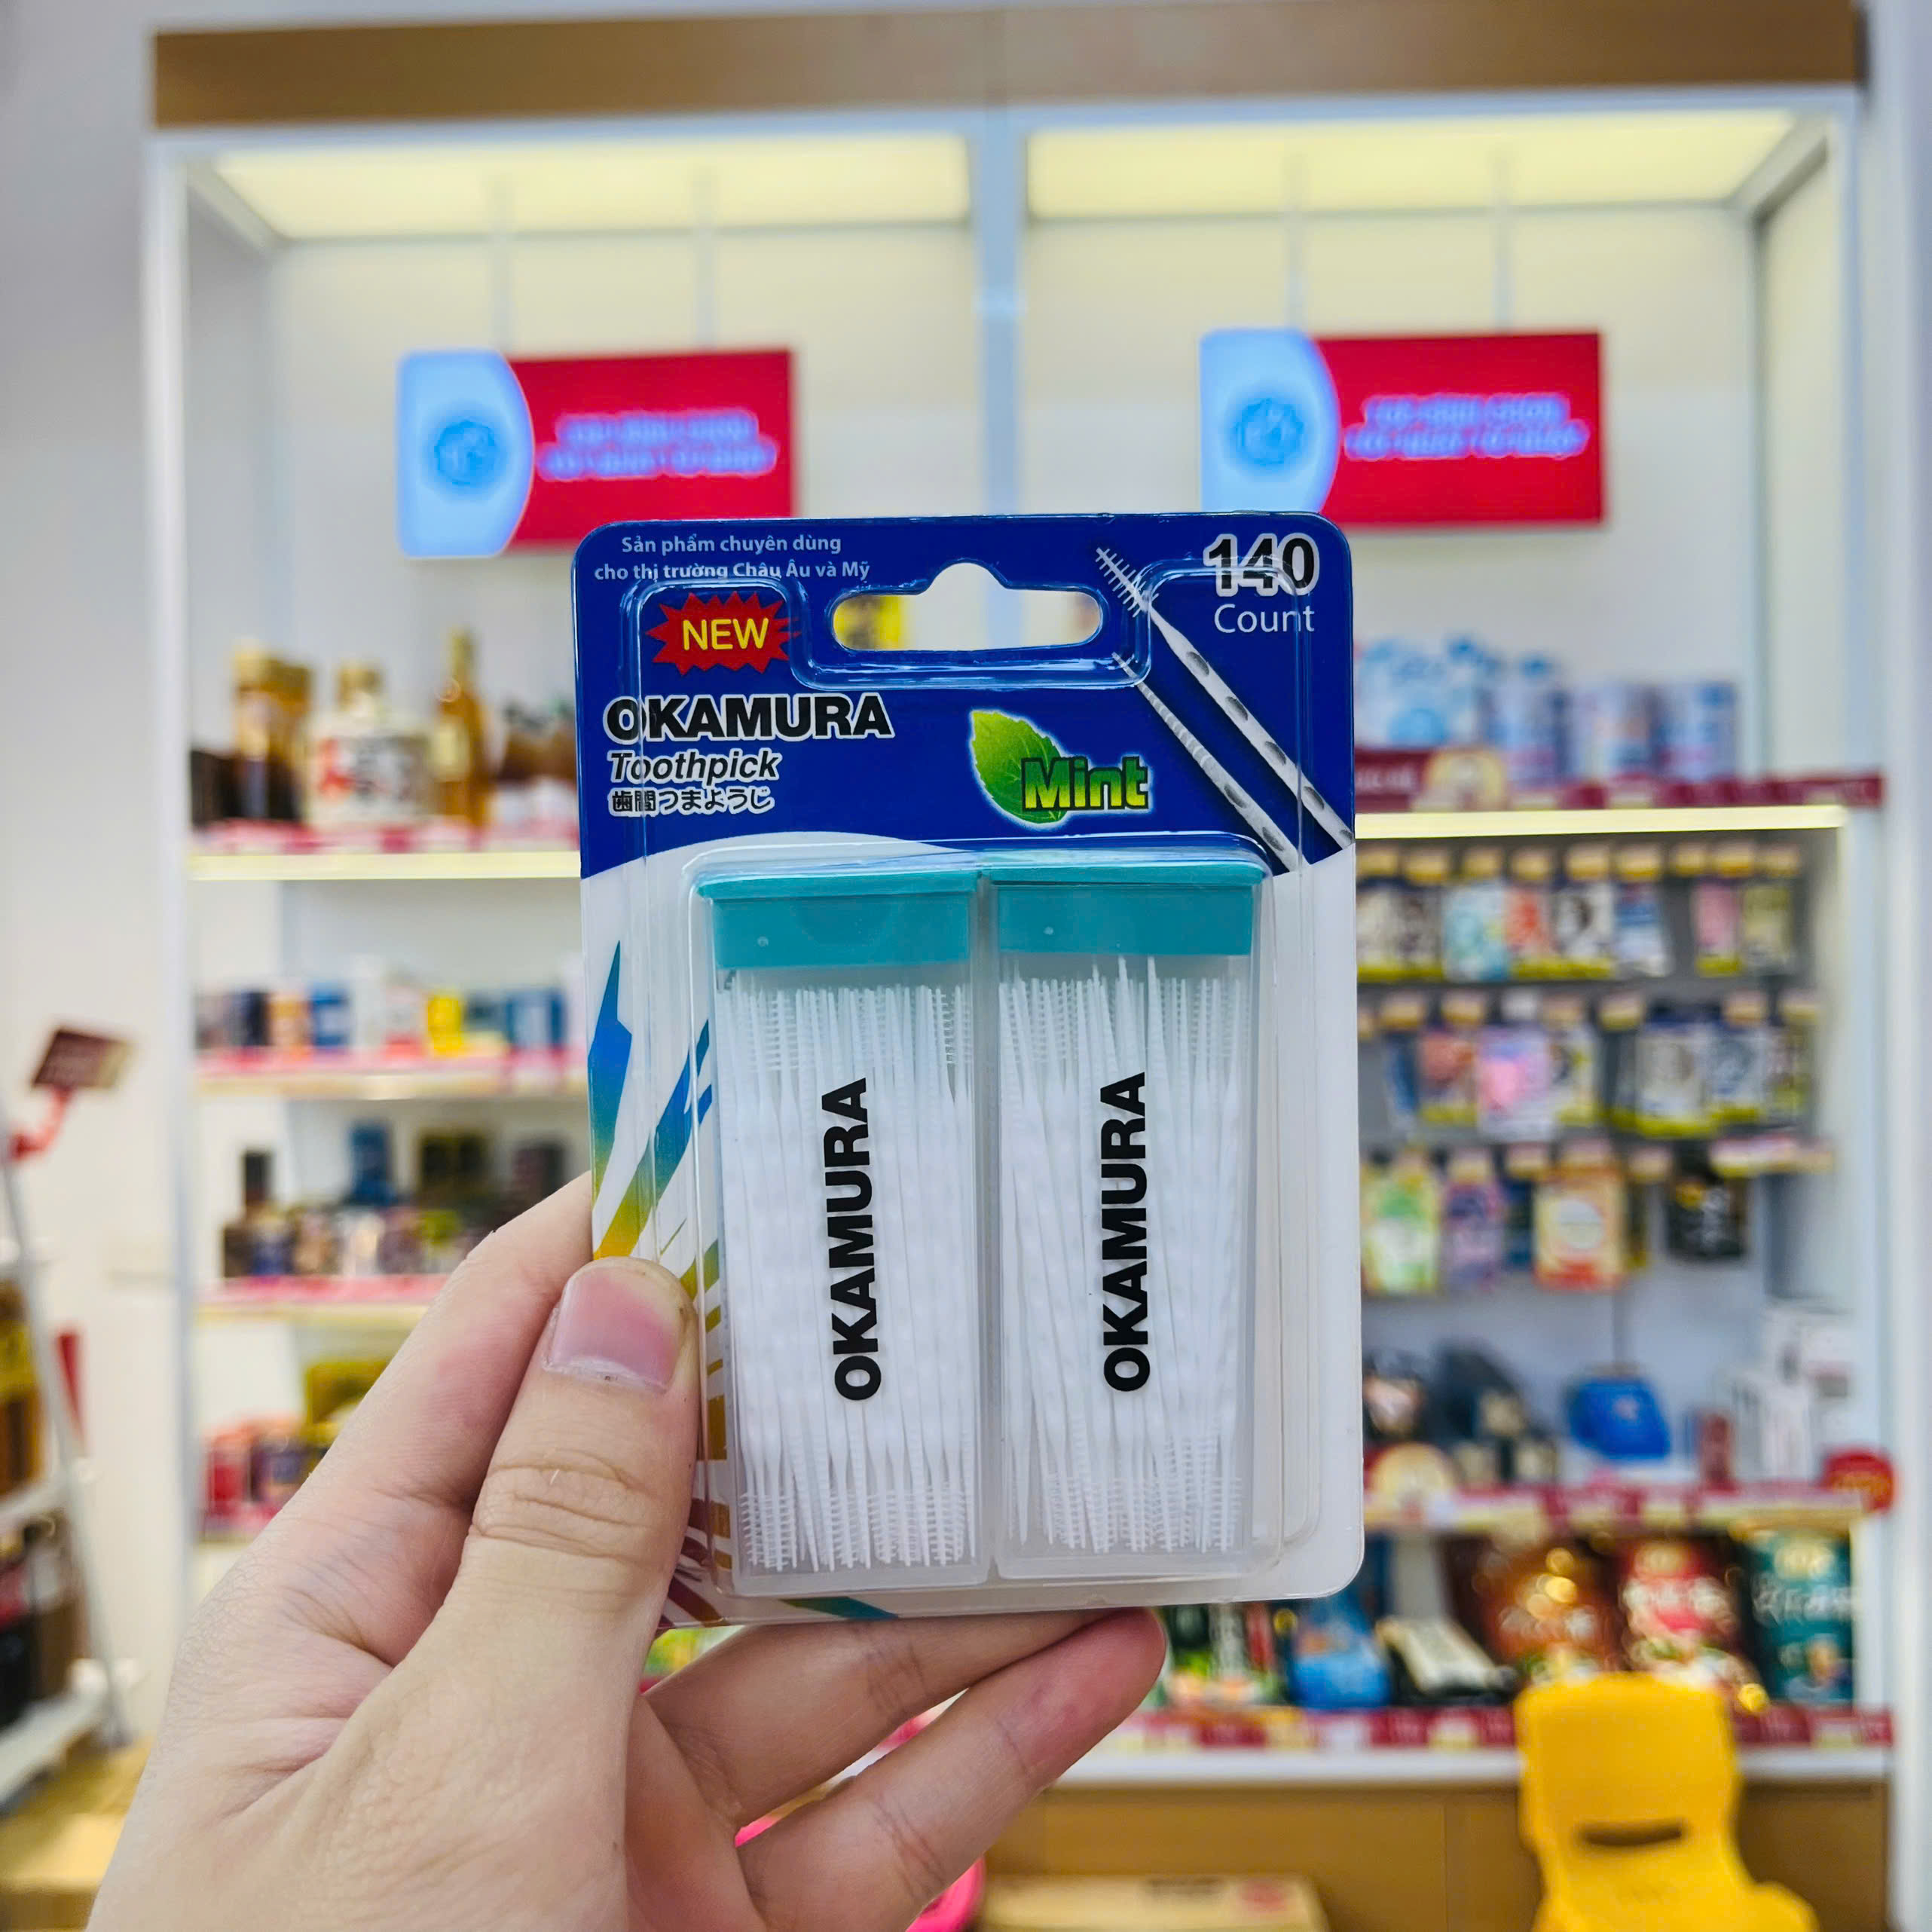 Sản phẩm chuyên dùng
cho thị trường Châu Âu và Mỹ
140
Count
NEW
OKAMURA
Toothpick
歯間つまようじ
Mint
OKAMURA
OKAMURA